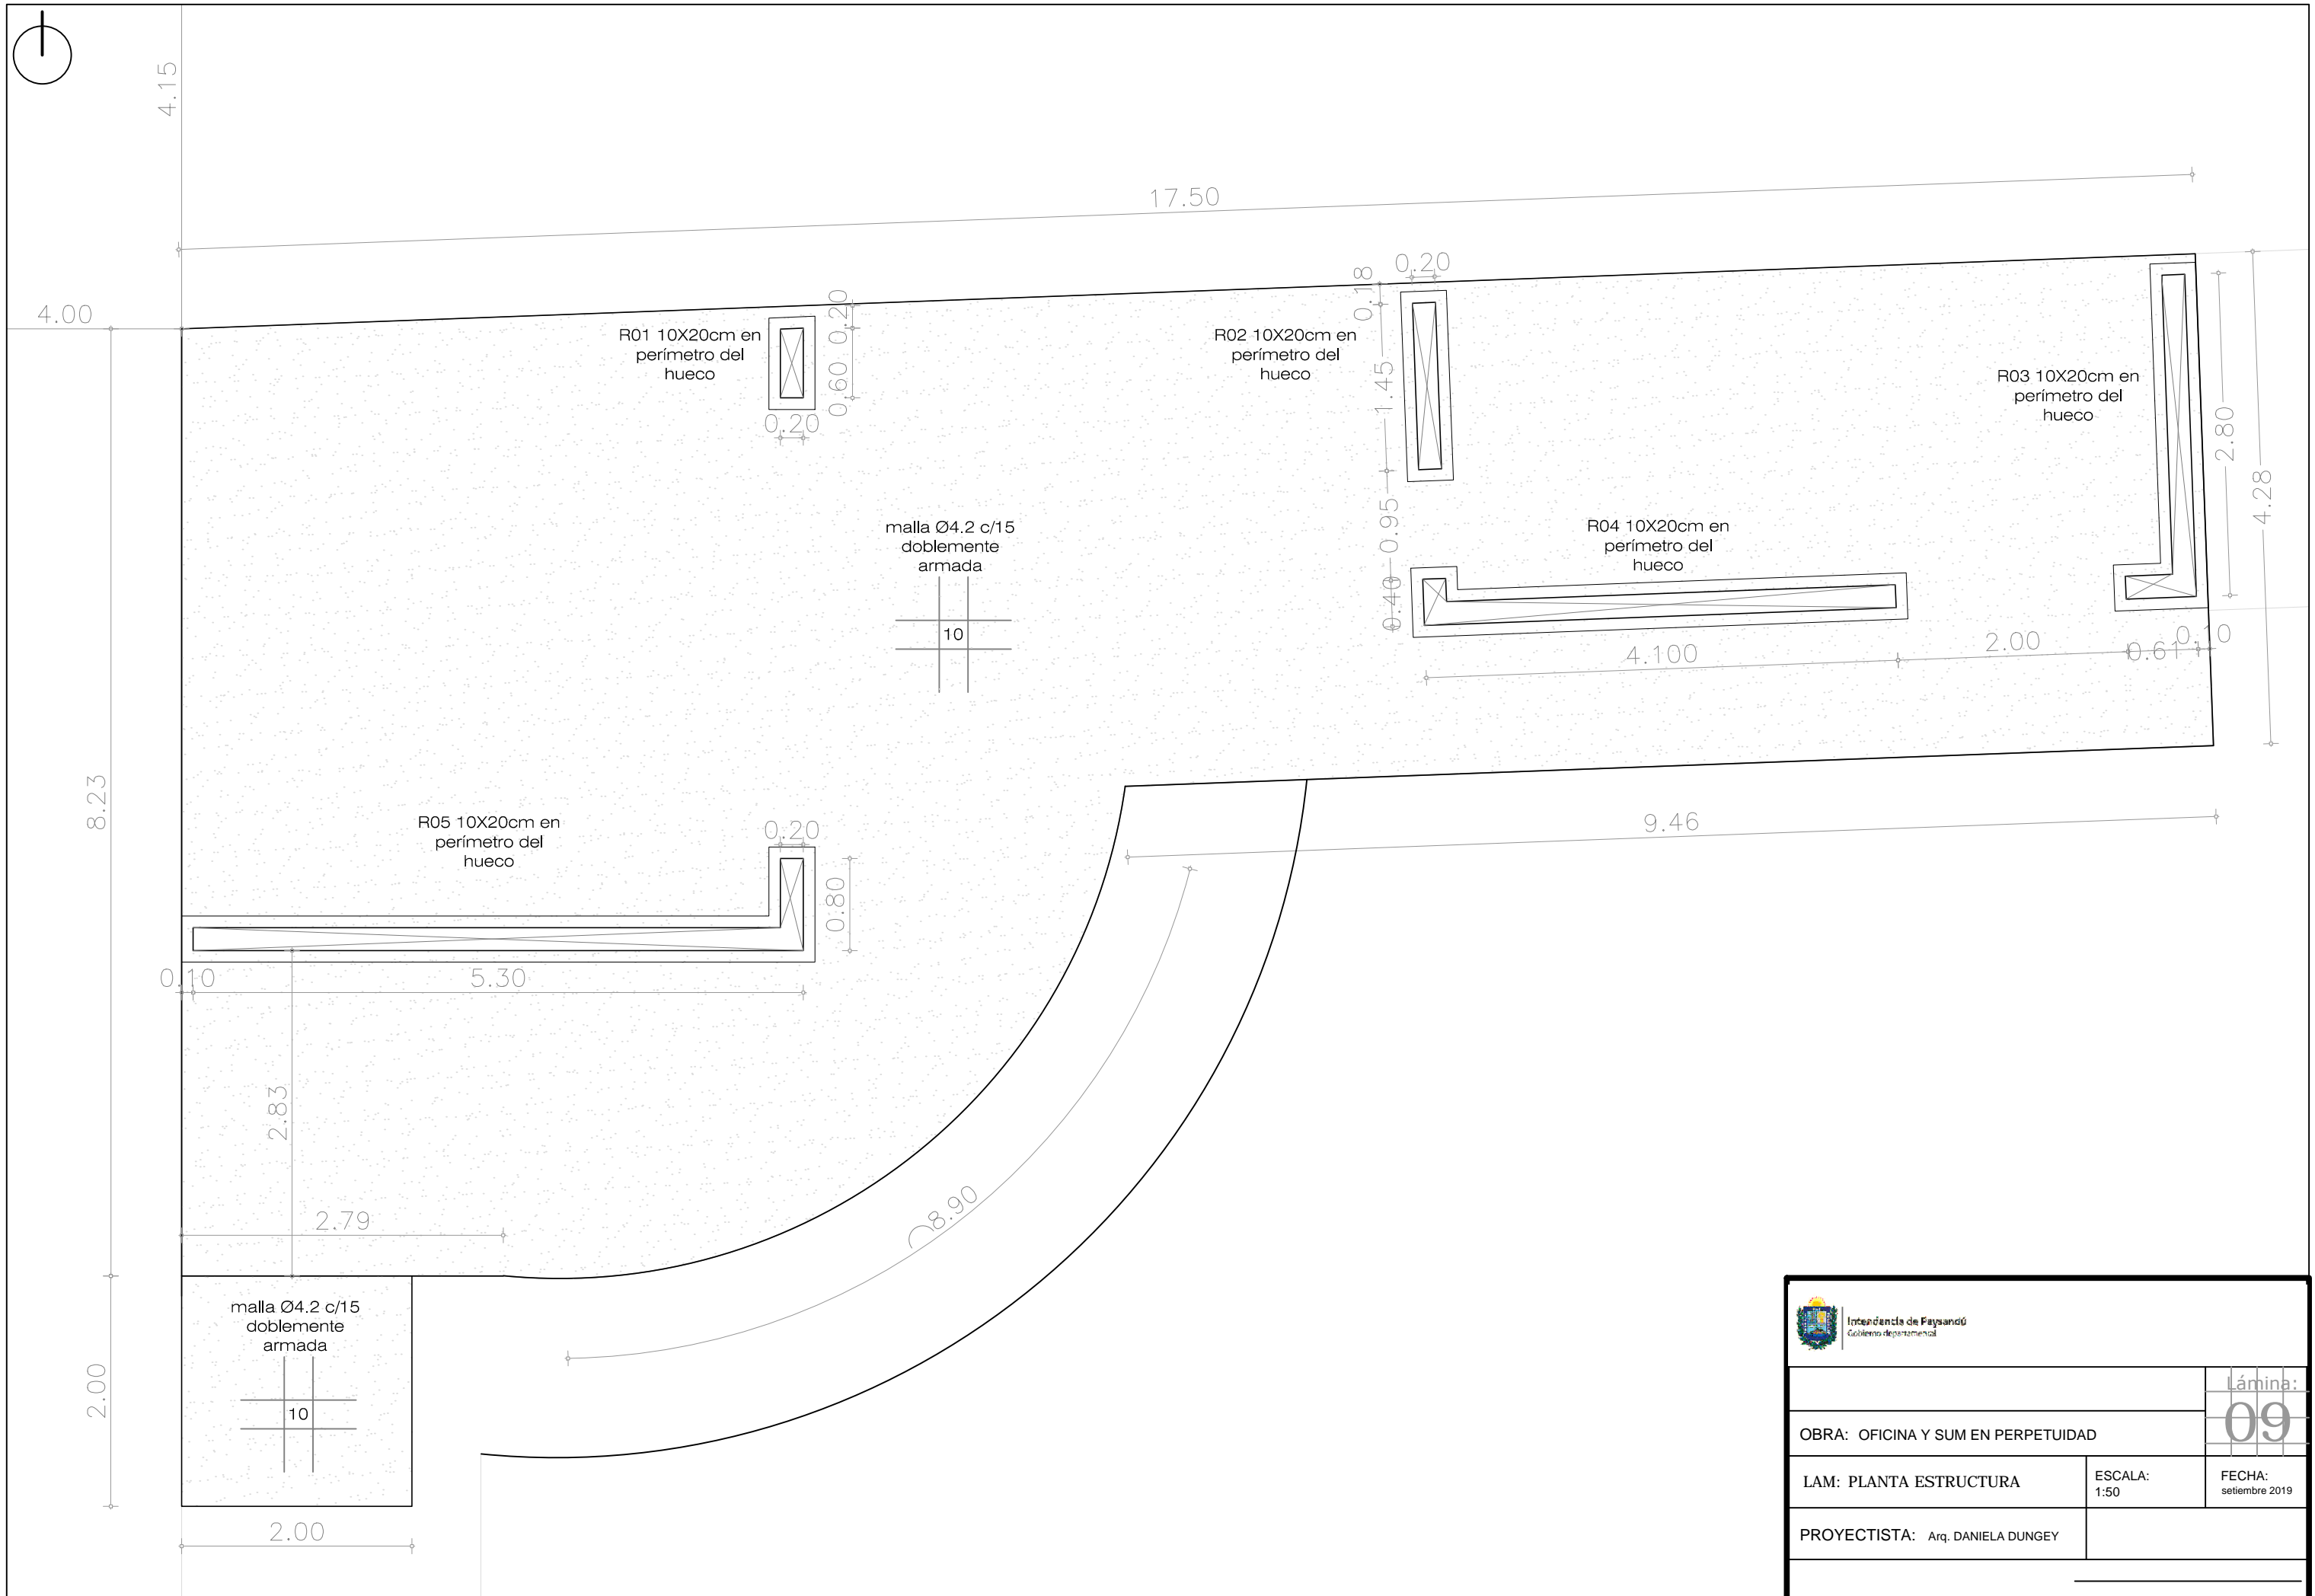 4.15
17.50
4.00
0.20
0.18
0.20
R01 10X20cm en
perímetro del
hueco
0.60
0.20
R02 10X20cm en
perímetro del
hueco
1.45
R03 10X20cm en
perímetro del
hueco
2.80
4.28
malla Ø4.2 c/15
doblemente
armada
10
0.95
R04 10X20cm en
perímetro del
hueco
0.40
4.100
2.00
0.61
0.10
8.23
9.46
R05 10X20cm en
perímetro del
hueco
0.20
0.80
0.10
5.30
2.83
2.79
8.90
malla Ø4.2 c/15
doblemente
armada
10
2.00
2.00
Intendencia de Paysandú
Gobierno departamental
Lámina:
09
OBRA: OFICINA Y SUM EN PERPETUIDAD
LAM: PLANTA ESTRUCTURA
ESCALA:
1:50
FECHA:
setiembre 2019
PROYECTISTA: Arq. DANIELA DUNGEY